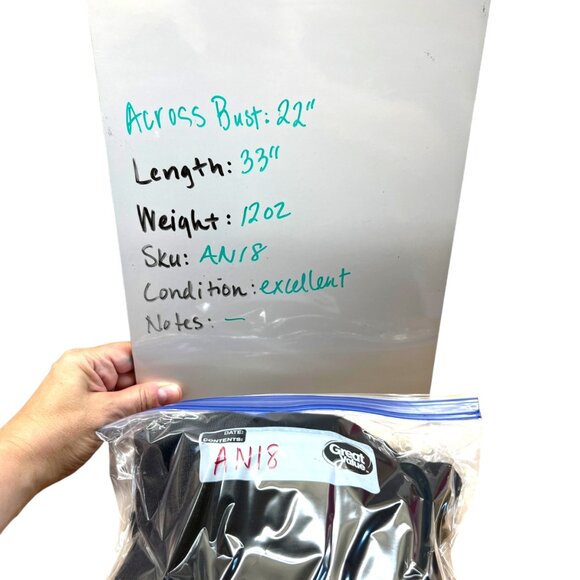 Across Bust: 22"
Length: 33"
Weight: 12oz
Sku: AN18
Condition: excellent
Notes: —
DATE:
CONTENTS:
AN18
Great Value